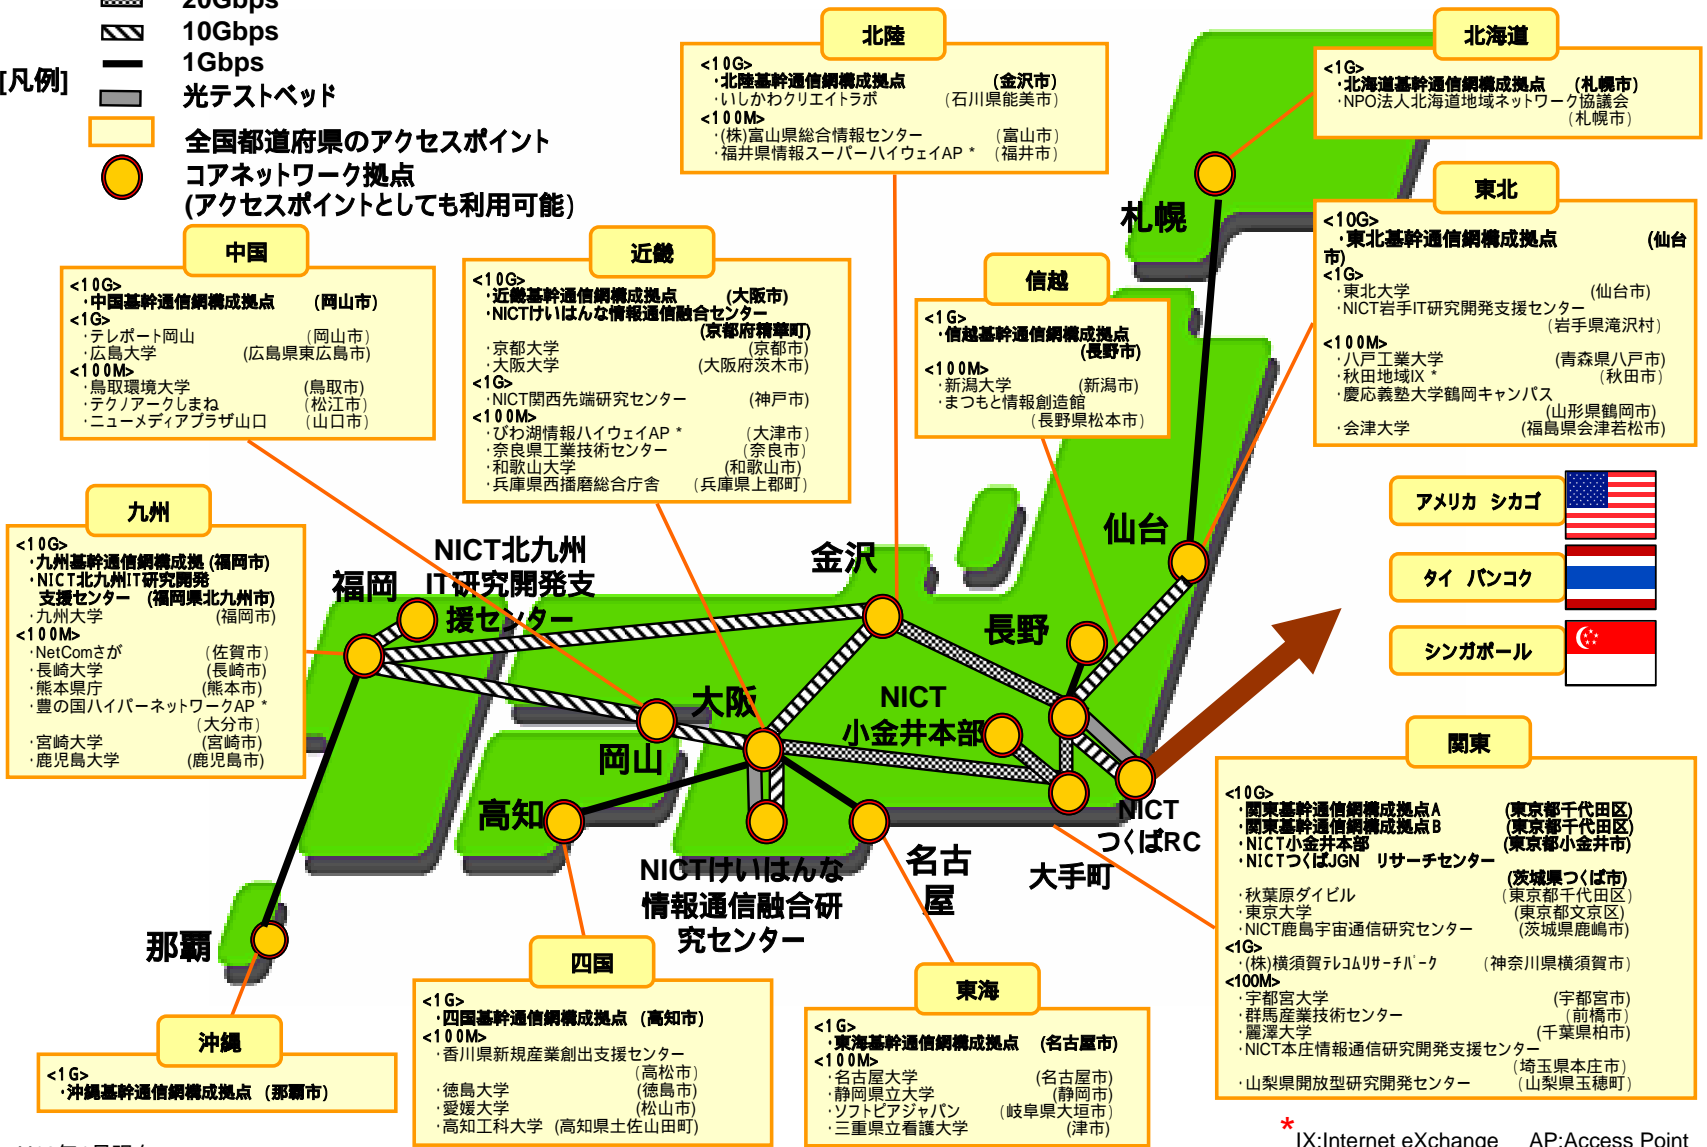 20Gbps
10Gbps
1Gbps
[凡例]
光テストベッド
全国都道府県のアクセスポイント
コアネットワーク拠点
(アクセスポイントとしても利用可能)
北陸
<10G>
・北陸基幹通信網構成拠点 (金沢市)
・いしかわクリエイトラボ (石川県能美市)
<100M>
・(株)富山県総合情報センター (富山市)
・福井県情報スーパーハイウェイAP * (福井市)
北海道
<1G>
・北海道基幹通信網構成拠点 (札幌市)
・NPO法人北海道地域ネットワーク協議会
(札幌市)
東北
<10G>
・東北基幹通信網構成拠点 (仙台
市)
<1G>
・東北大学 (仙台市)
・NICT岩手IT研究開発支援センター
(岩手県滝沢村)
<100M>
・八戸工業大学 (青森県八戸市)
・秋田地域IX * (秋田市)
・慶応義塾大学鶴岡キャンパス
(山形県鶴岡市)
・会津大学 (福島県会津若松市)
中国
<10G>
・中国基幹通信網構成拠点 (岡山市)
<1G>
・テレポート岡山 (岡山市)
・広島大学 (広島県東広島市)
<100M>
・鳥取環境大学 (鳥取市)
・テクノアークしまね (松江市)
・ニューメディアプラザ山口 (山口市)
近畿
<10G>
・近畿基幹通信網構成拠点 (大阪市)
・NICTけいはんな情報通信融合センター
(京都府精華町)
・京都大学 (京都市)
・大阪大学 (大阪府茨木市)
<1G>
・NICT関西先端研究センター (神戸市)
<100M>
・びわ湖情報ハイウェイAP * (大津市)
・奈良県工業技術センター (奈良市)
・和歌山大学 (和歌山市)
・兵庫県西播磨総合庁舎 (兵庫県上郡町)
信越
<1G>
・信越基幹通信網構成拠点
(長野市)
<100M>
・新潟大学 (新潟市)
・まつもと情報創造館
(長野県松本市)
九州
<10G>
・九州基幹通信網構成拠 (福岡市)
・NICT北九州IT研究開発
支援センター (福岡県北九州市)
・九州大学 (福岡市)
<100M>
・NetComさが (佐賀市)
・長崎大学 (長崎市)
・熊本県庁 (熊本市)
・豊の国ハイパーネットワークAP *
(大分市)
・宮崎大学 (宮崎市)
・鹿児島大学 (鹿児島市)
札幌
仙台
金沢
長野
福岡
NICT北九州
IT研究開発支
援センター
大阪
岡山
高知
那覇
NICT
小金井本部
NICT
つくばRC
大手町
名古
屋
NICTけいはんな
情報通信融合研
究センター
アメリカ シカゴ
タイ バンコク
シンガポール
関東
<10G>
・関東基幹通信網構成拠点A (東京都千代田区)
・関東基幹通信網構成拠点B (東京都千代田区)
・NICT小金井本部 (東京都小金井市)
・NICTつくばJGN リサーチセンター
(茨城県つくば市)
・秋葉原ダイビル (東京都千代田区)
・東京大学 (東京都文京区)
・NICT鹿島宇宙通信研究センター (茨城県鹿嶋市)
<1G>
・(株)横須賀テレコムリサーチパーク (神奈川県横須賀市)
<100M>
・宇都宮大学 (宇都宮市)
・群馬産業技術センター (前橋市)
・麗澤大学 (千葉県柏市)
・NICT本庄情報通信研究開発支援センター
(埼玉県本庄市)
・山梨県開放型研究開発センター (山梨県玉穂町)
沖縄
<1G>
・沖縄基幹通信網構成拠点 (那覇市)
四国
<1G>
・四国基幹通信網構成拠点 (高知市)
<100M>
・香川県新規産業創出支援センター
(高松市)
・徳島大学 (徳島市)
・愛媛大学 (松山市)
・高知工科大学 (高知県土佐山田町)
東海
<1G>
・東海基幹通信網構成拠点 (名古屋市)
<100M>
・名古屋大学 (名古屋市)
・静岡県立大学 (静岡市)
・ソフトピアジャパン (岐阜県大垣市)
・三重県立看護大学 (津市)
* IX:Internet eXchange AP:Access Point